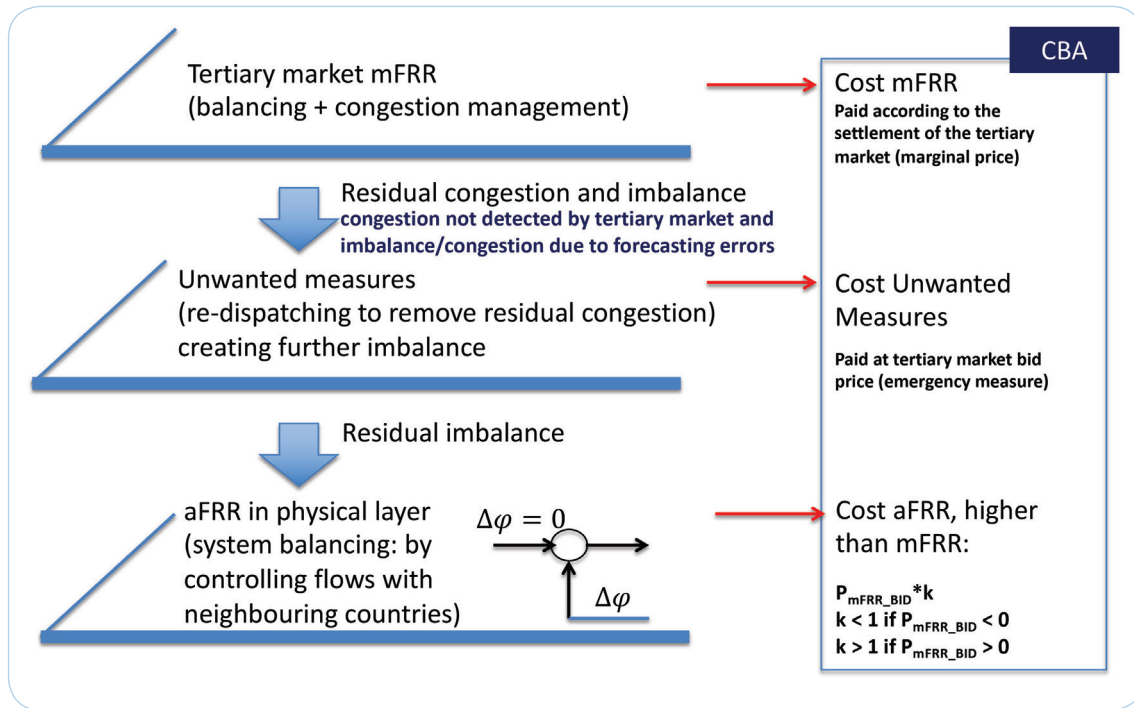 CBA
Tertiary market mFRR
(balancing + congestion management)
Cost mFRR
Paid according to the
settlement of the tertiary
market (marginal price)
Residual congestion and imbalance
congestion not detected by tertiary market and
imbalance/congestion due to forecasting errors
Unwanted measures
(re-dispatching to remove residual congestion)
creating further imbalance
Cost Unwanted
Measures
Paid at tertiary market bid
price (emergency measure)
Residual imbalance
aFRR in physical layer
(system balancing: by
controlling flows with
neighbouring countries)
Δφ = 0
Δφ
Cost aFRR, higher
than mFRR:
PmFRR_BID*k
k < 1 if PmFRR_BID < 0
k > 1 if PmFRR_BID > 0